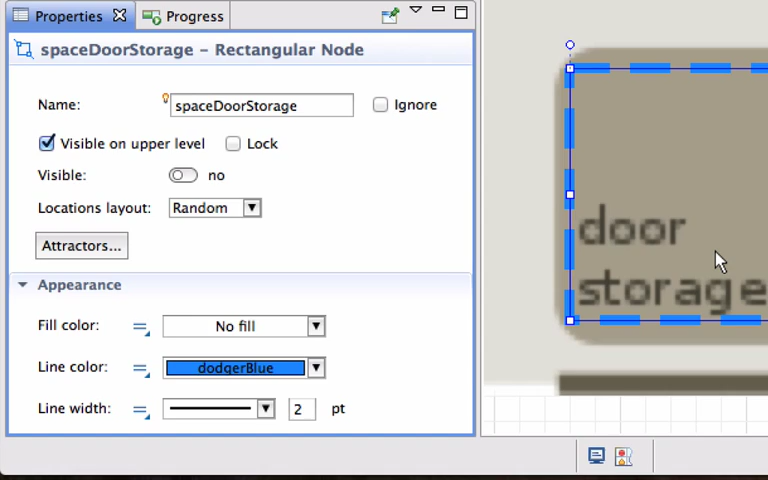 Properties
Progress
spaceDoorStorage – Rectangular Node
Name:
spaceDoorStorage
Ignore
Visible on upper level
Lock
Visible:
no
Locations layout:
Random
Attractors...
Appearance
Fill color:
No fill
Line color:
dodgerBlue
Line width:
2
pt
door
storage